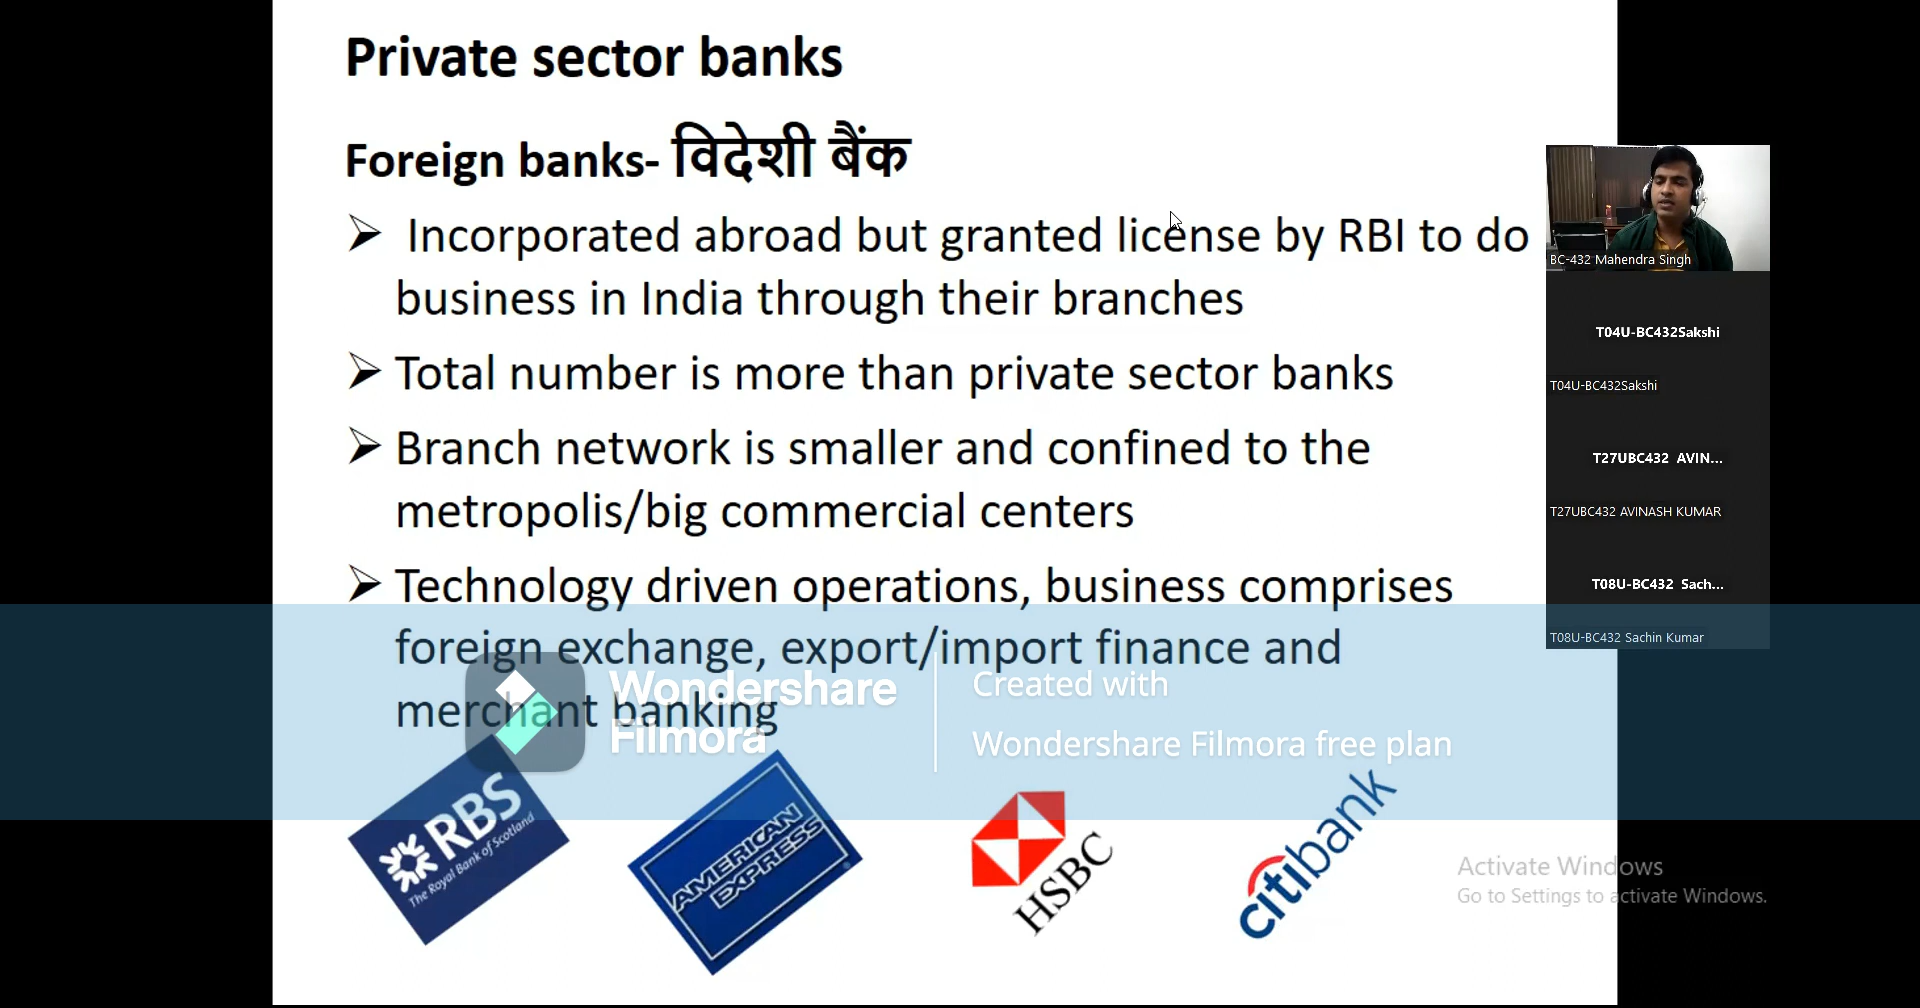 Private sector banks
Foreign banks- विदेशी बैंक
Incorporated abroad but granted license by RBI to do
business in India through their branches
Total number is more than private sector banks
Branch network is smaller and confined to the
metropolis/big commercial centers
Technology driven operations, business comprises
foreign exchange, export/import finance and
merchant banking
Wondershare
Filmora
Created with
Wondershare Filmora free plan
RBS
The Royal Bank of Scotland
AMERICAN
EXPRESS
HSBC
citibank
BC-432 Mahendra Singh
T04U-BC432Sakshi
T04U-BC432Sakshi
T27UBC432 AVIN...
T27UBC432 AVINASH KUMAR
T08U-BC432 Sach...
T08U-BC432 Sachin Kumar
Activate Windows
Go to Settings to activate Windows.